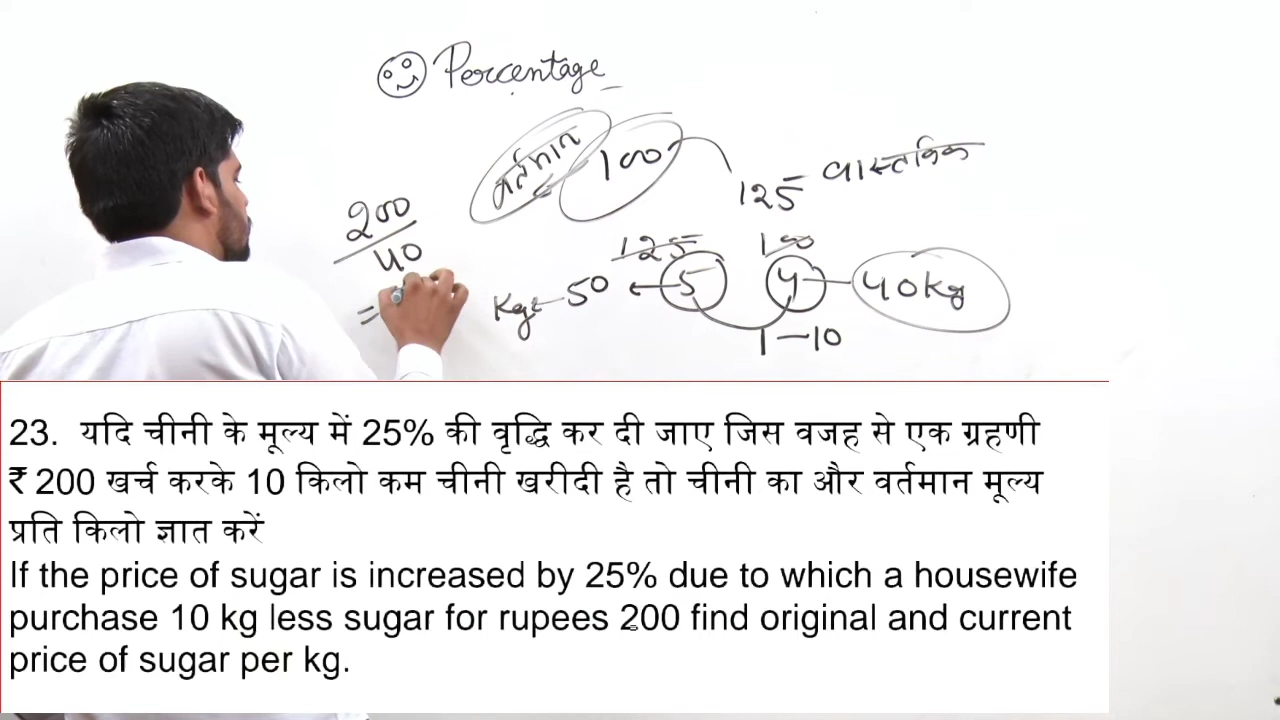 Percentage
वर्तमान 100
125 वास्तविक
200
40
=
125 100
Kg 50 ← 5 4 — 40kg
1 — 10
23. यदि चीनी के मूल्य में 25% की वृद्धि कर दी जाए जिस वजह से एक ग्रहणी
₹ 200 खर्च करके 10 किलो कम चीनी खरीदी है तो चीनी का और वर्तमान मूल्य
प्रति किलो ज्ञात करें
If the price of sugar is increased by 25% due to which a housewife
purchase 10 kg less sugar for rupees 200 find original and current
price of sugar per kg.